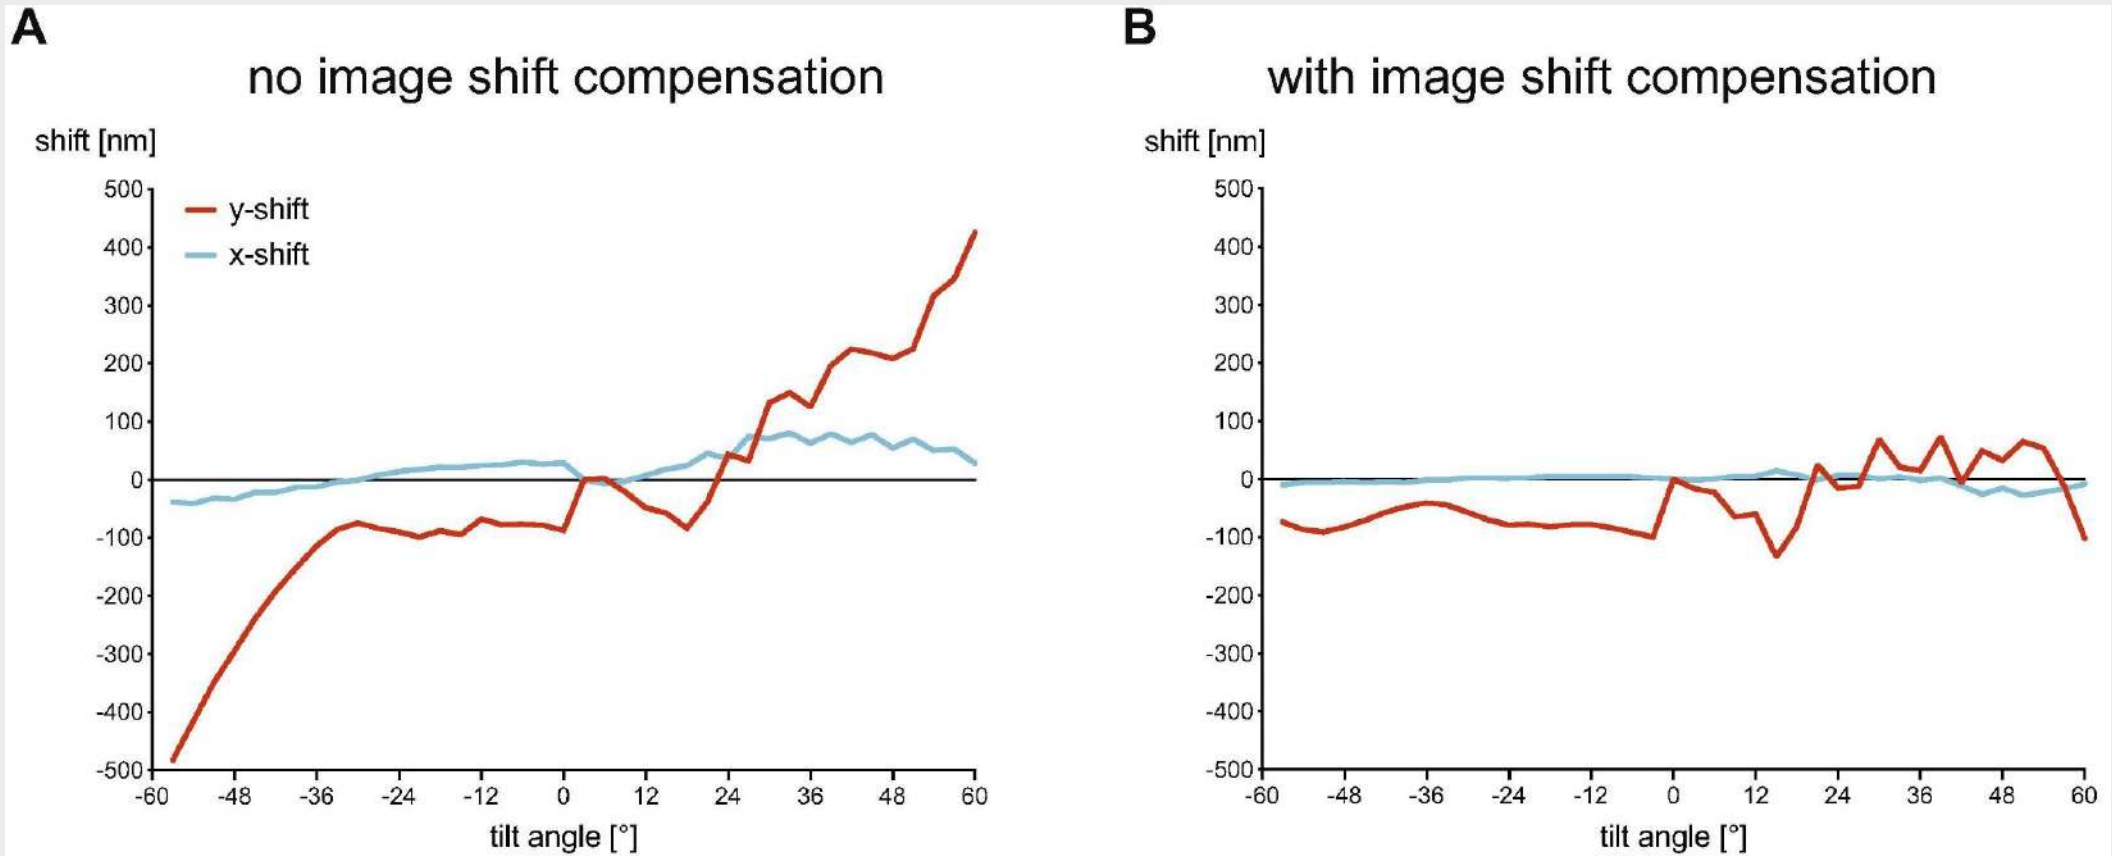 A
no image shift compensation
shift [nm]
500
400
300
200
100
0
-100
-200
-300
-400
-500
y-shift
x-shift
-60 -48 -36 -24 -12 0 12 24 36 48 60
tilt angle [°]
B
with image shift compensation
shift [nm]
500
400
300
200
100
0
-100
-200
-300
-400
-500
-60 -48 -36 -24 -12 0 12 24 36 48 60
tilt angle [°]